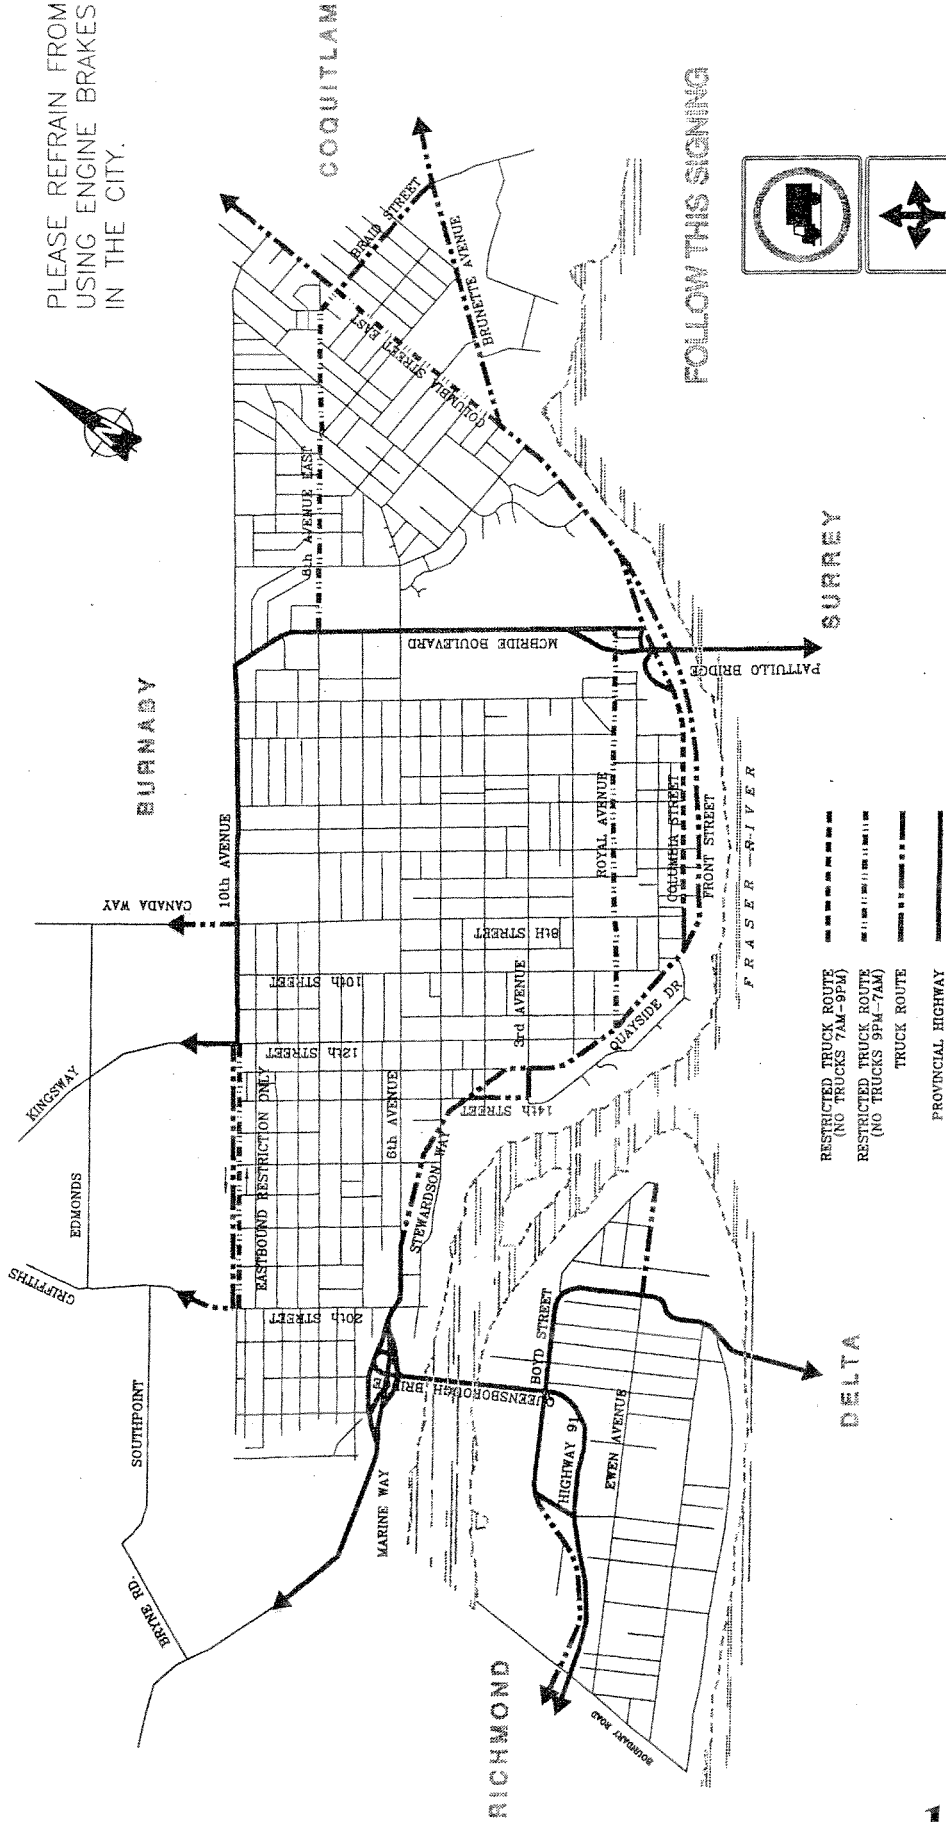 PLEASE REFRAIN FROM
USING ENGINE BRAKES
IN THE CITY.
COQUITLAM
BURNABY
SURREY
DELTA
RICHMOND
FOLLOW THIS SIGNING
N
BRAID STREET
BRUNETTE AVENUE
COLUMBIA STREET EAST
8th AVENUE EAST
MCBRIDE BOULEVARD
PATTULLO BRIDGE
CANADA WAY
10th AVENUE
ROYAL AVENUE
COLUMBIA STREET
FRONT STREET
FRASER RIVER
8TH STREET
10th STREET
3rd AVENUE
QUAYSIDE DR.
12th STREET
14th STREET
6th AVENUE
STEWARDSON WAY
KINGSWAY
EDMONDS
EASTBOUND RESTRICTION ONLY
GRIFFITHS
20th STREET
SOUTHPOINT
BRYNE RD.
MARINE WAY
QUEENSBOROUGH BRIDGE
BOYD STREET
HIGHWAY 91
EWEN AVENUE
BOUNDARY ROAD
RESTRICTED TRUCK ROUTE
(NO TRUCKS 7AM-9PM)
RESTRICTED TRUCK ROUTE
(NO TRUCKS 9PM-7AM)
TRUCK ROUTE
PROVINCIAL HIGHWAY